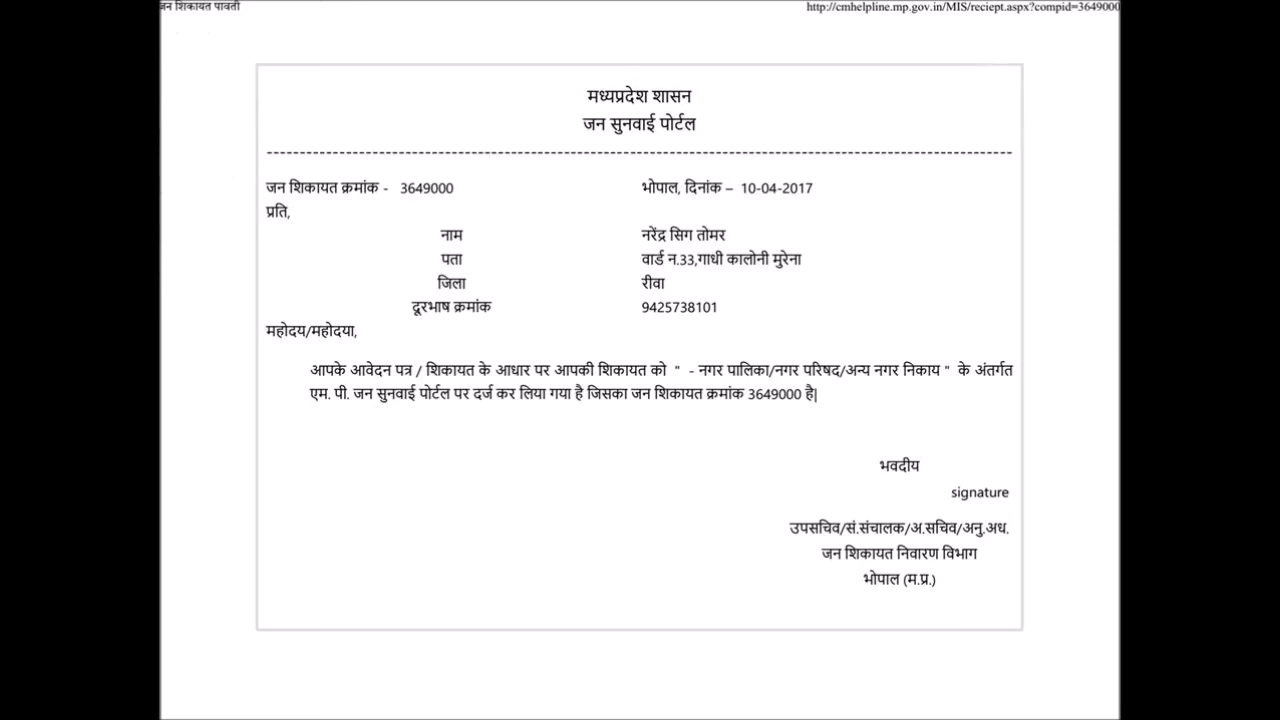 जन शिकायत पावती http://cmhelpline.mp.gov.in/MIS/reciept.aspx?compid=3649000
मध्यप्रदेश शासन
जन सुनवाई पोर्टल
जन शिकायत क्रमांक - 3649000 भोपाल, दिनांक – 10-04-2017
प्रति,
नाम नरेंद्र सिग तोमर
पता वार्ड न.33,गाधी कालोनी मुरेना
जिला रीवा
दूरभाष क्रमांक 9425738101
महोदय/महोदया,
आपके आवेदन पत्र / शिकायत के आधार पर आपकी शिकायत को " - नगर पालिका/नगर परिषद/अन्य नगर निकाय " के अंतर्गत
एम. पी. जन सुनवाई पोर्टल पर दर्ज कर लिया गया है जिसका जन शिकायत क्रमांक 3649000 है|
भवदीय
signature
उपसचिव/सं.संचालक/अ.सचिव/अनु.अध.
जन शिकायत निवारण विभाग
भोपाल (म.प्र.)